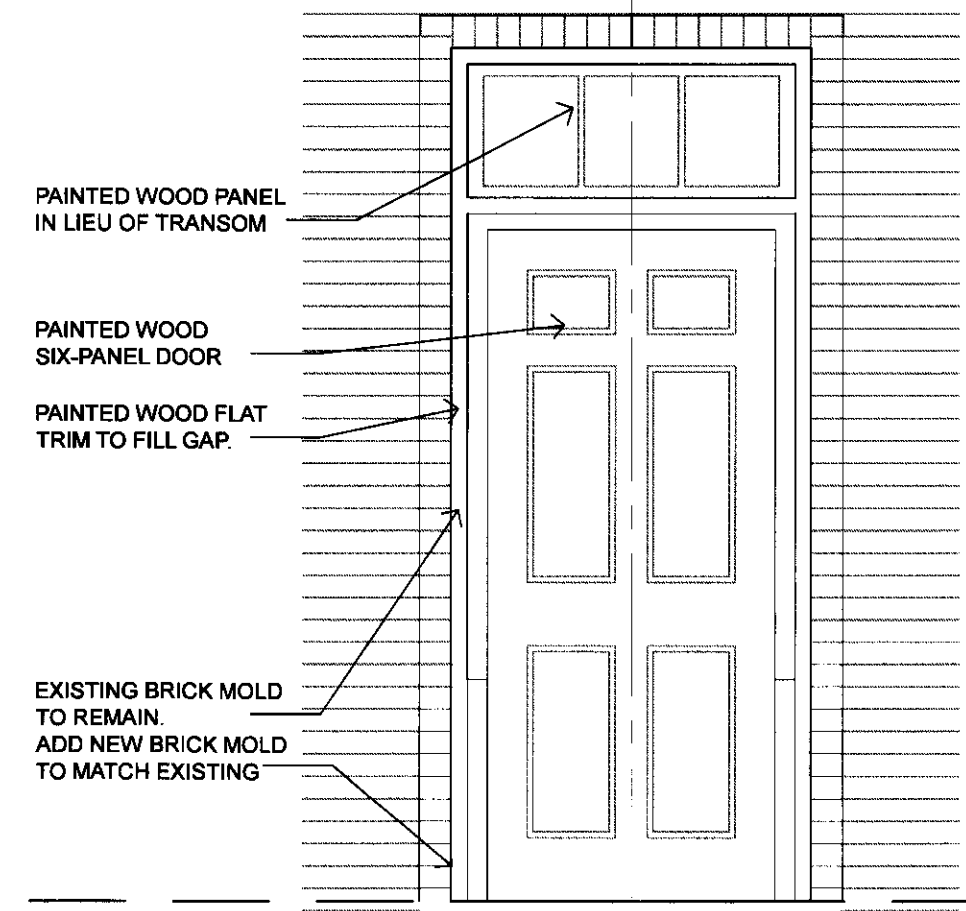 PAINTED WOOD PANEL
IN LIEU OF TRANSOM
PAINTED WOOD
SIX-PANEL DOOR
PAINTED WOOD FLAT
TRIM TO FILL GAP.
EXISTING BRICK MOLD
TO REMAIN.
ADD NEW BRICK MOLD
TO MATCH EXISTING